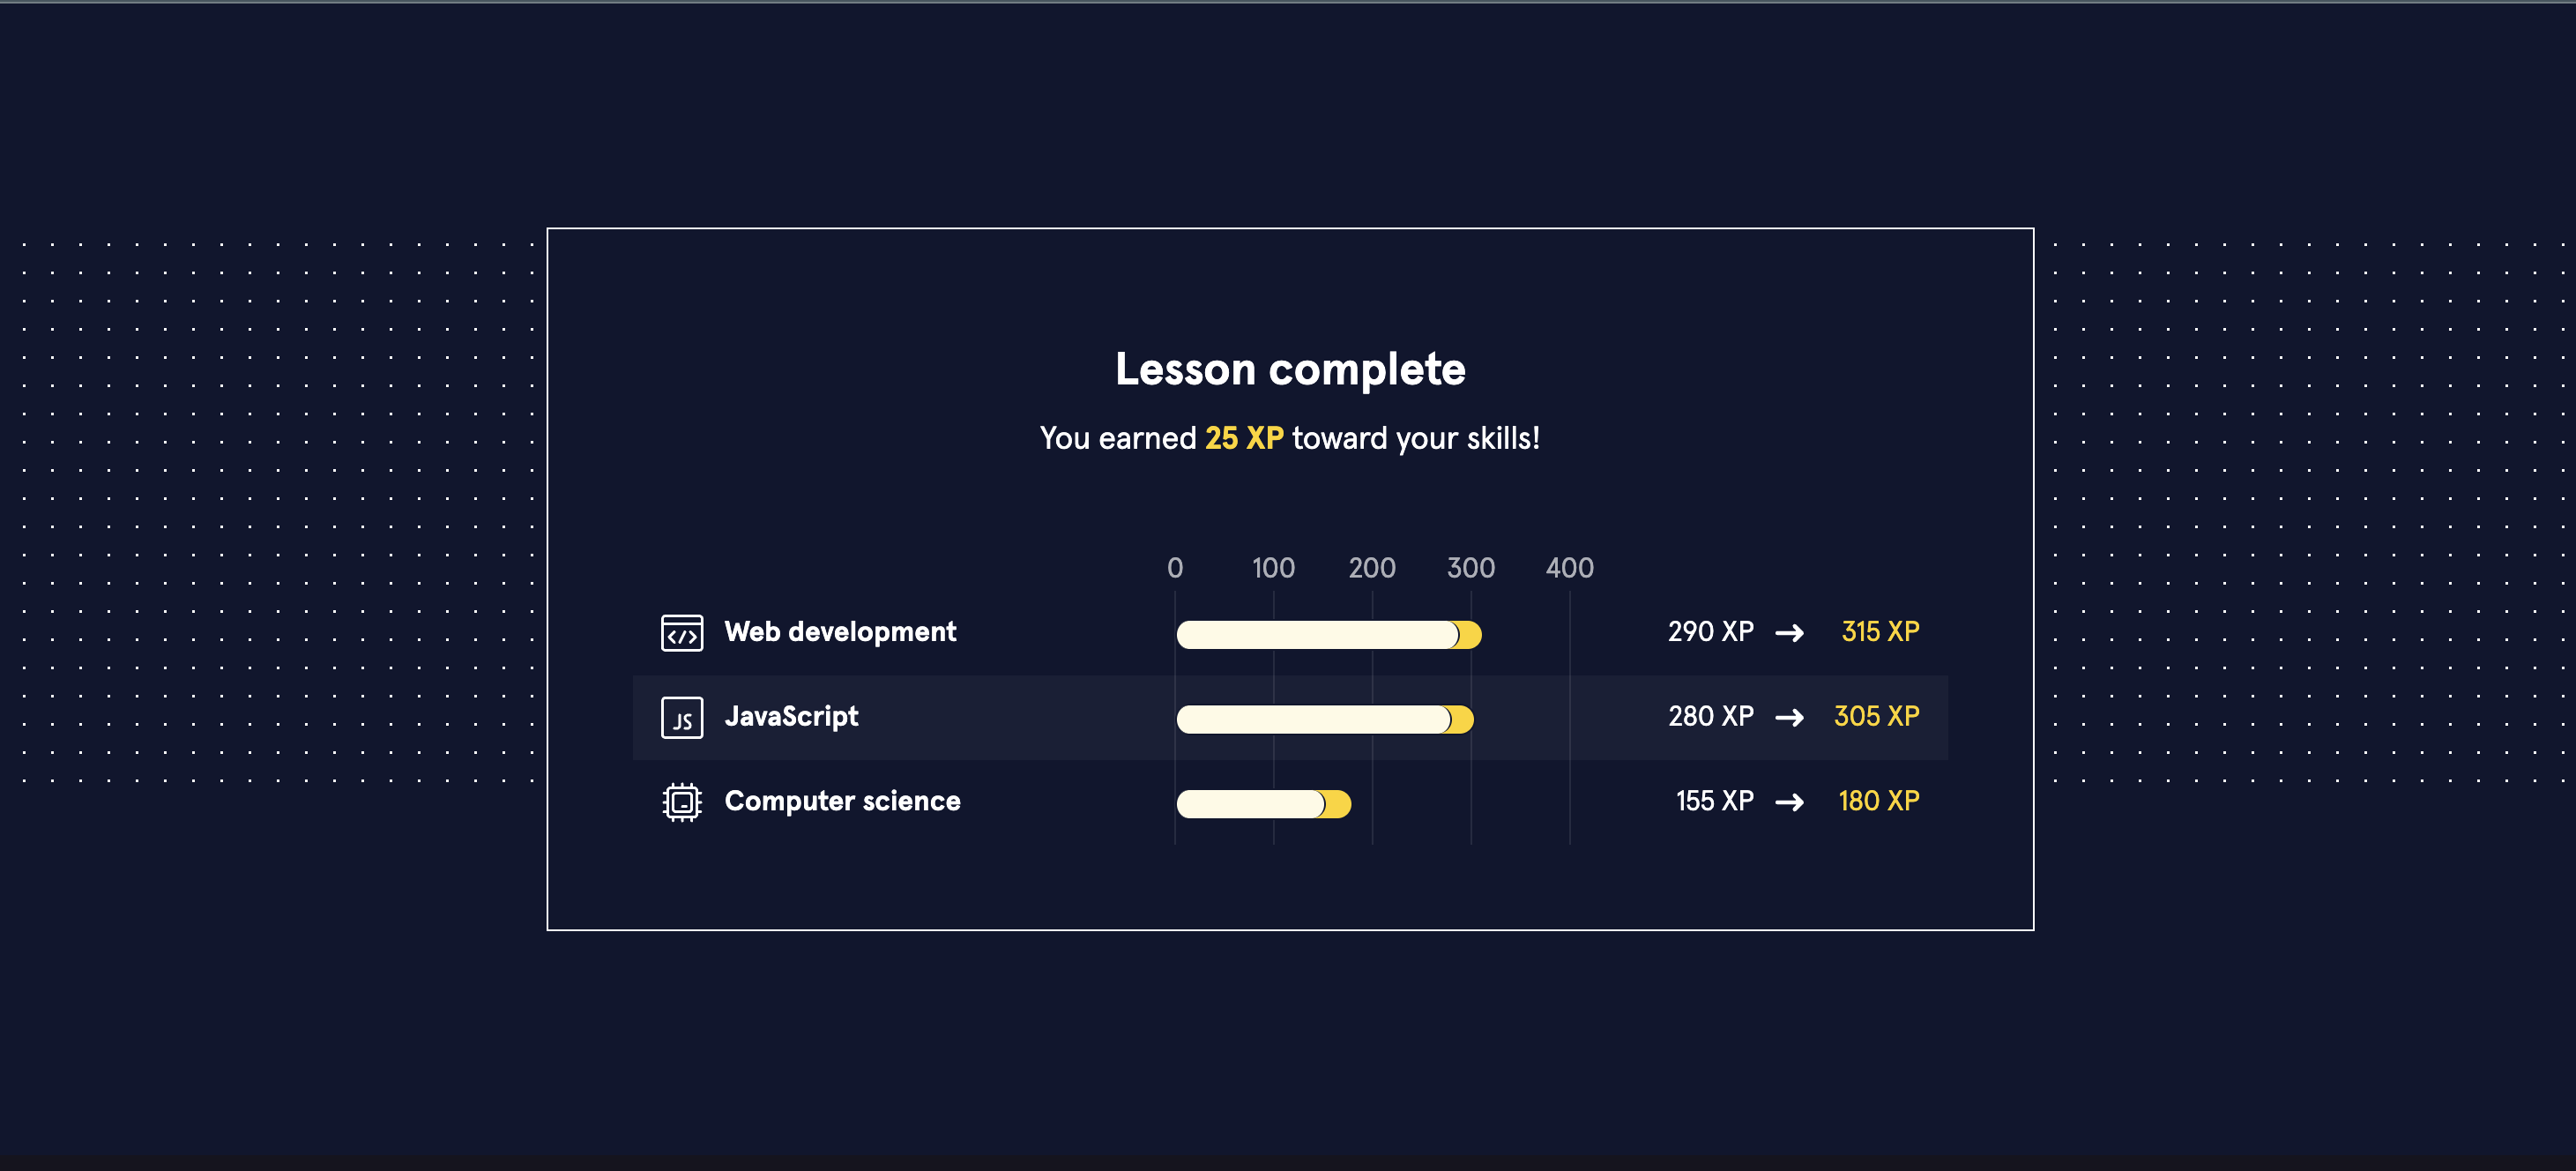 Lesson complete
You earned 25 XP toward your skills!
0 100 200 300 400
</> Web development 290 XP → 315 XP
JS JavaScript 280 XP → 305 XP
Computer science 155 XP → 180 XP